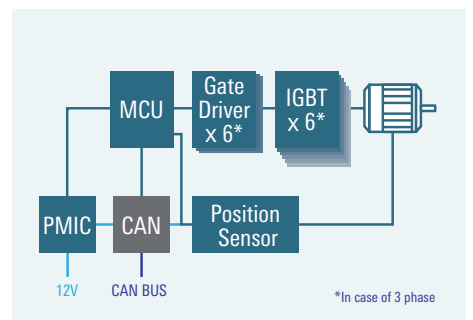 MCU
Gate
Driver
x 6*
IGBT
x 6*
PMIC
CAN
Position
Sensor
12V
CAN BUS
*In case of 3 phase